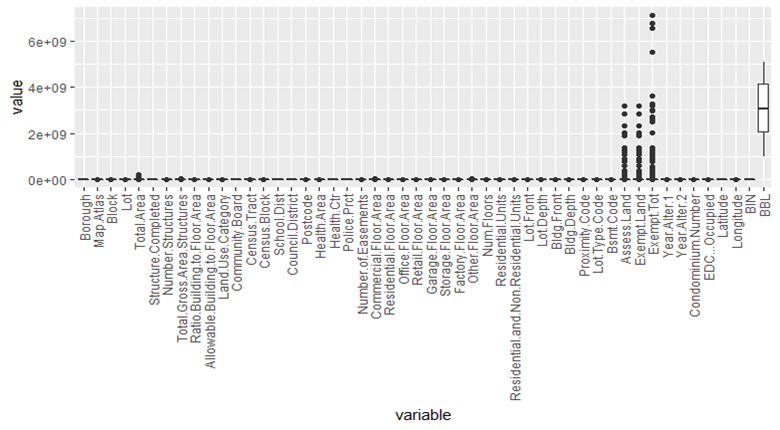 6e+09
4e+09
2e+09
0e+00
value
Borough
Map.Atlas
Block
Lot
Total.Area
Structure.Completed
Number.Structures
Total.Gross.Area.Structures
Ratio.Building.to.Floor.Area
Allowable.Building.to.Floor.Area
Land.Use.Category
Community.Board
Census.Tract
Census.Block
School.Dist
Council.District
Postcode
Health.Area
Health.Ctr
Police.Prct
Number.of.Easements
Commercial.Floor.Area
Residential.Floor.Area
Office.Floor.Area
Retail.Floor.Area
Garage.Floor.Area
Storage.Floor.Area
Factory.Floor.Area
Other.Floor.Area
Num.Floors
Residential.Units
Residential.and.Non.Residential.Units
Lot.Front
Lot.Depth
Bldg.Front
Bldg.Depth
Proximity.Code
Lot.Type.Code
Bsmt.Code
Assess.Land
Exempt.Land
Exempt.Tot
Year.Alter.1
Year.Alter.2
Condominium.Number
EDC...Occupied
Latitude
Longitude
BIN
BBL
variable